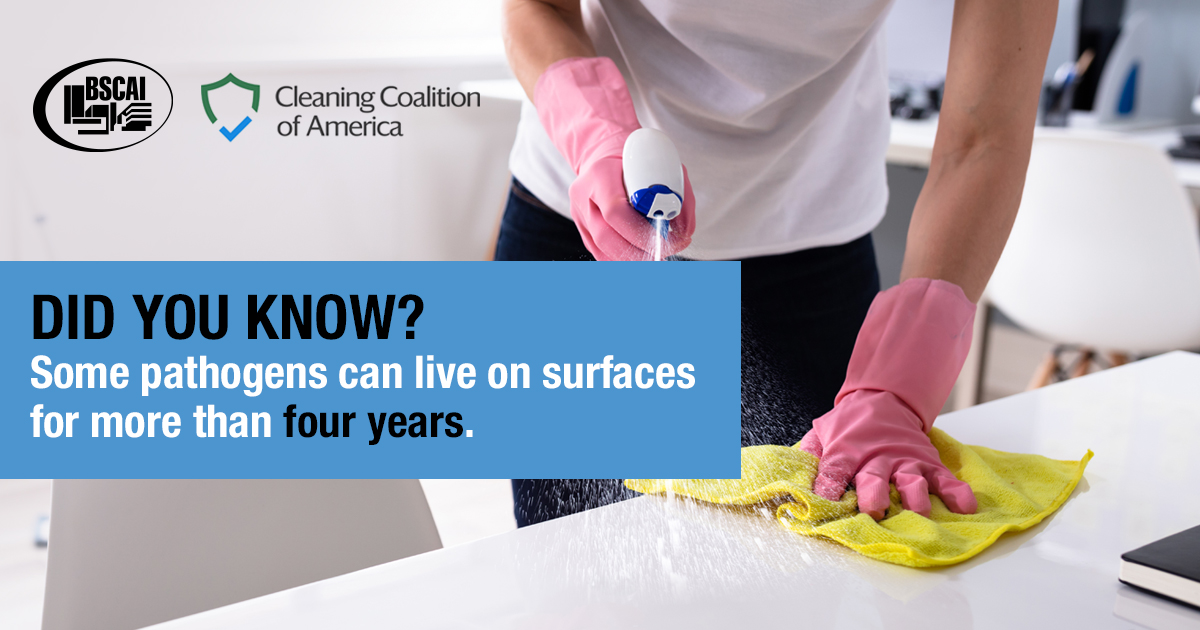 BSCAI
Cleaning Coalition
of America
DID YOU KNOW?
Some pathogens can live on surfaces
for more than four years.